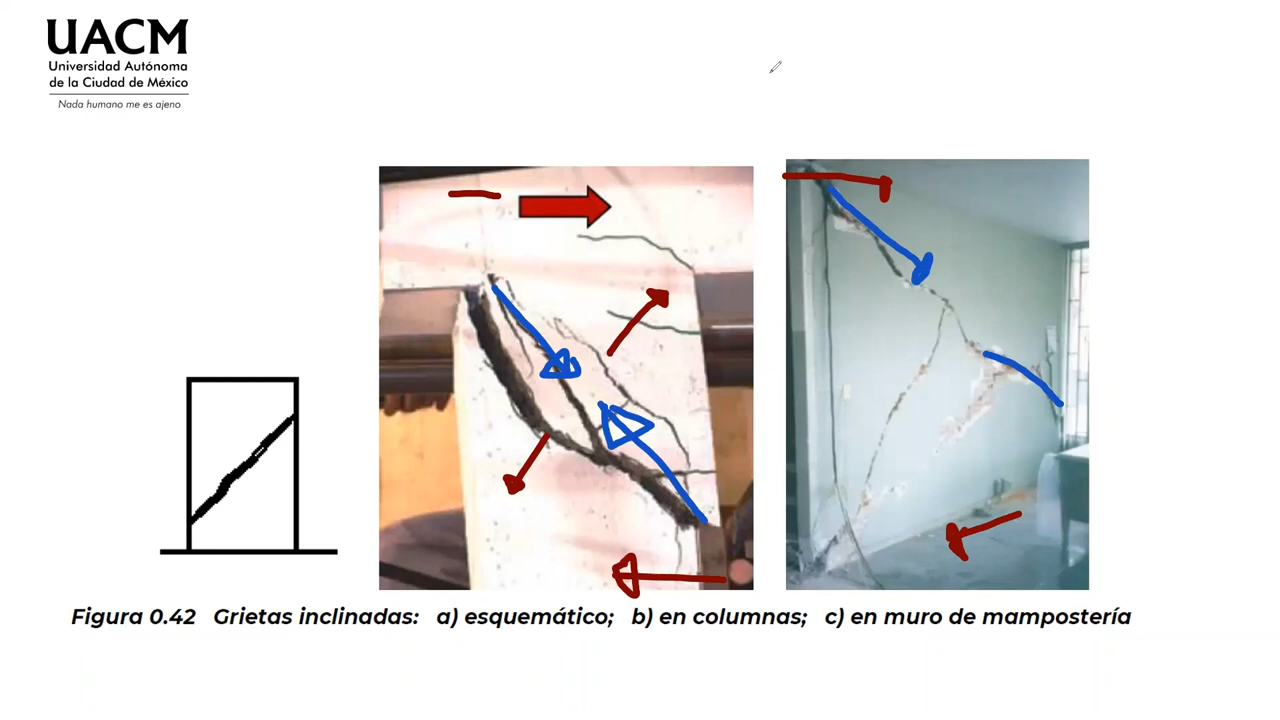 UACM
Universidad Autónoma
de la Ciudad de México
Nada humano me es ajeno
Figura 0.42 Grietas inclinadas: a) esquemático; b) en columnas; c) en muro de mampostería